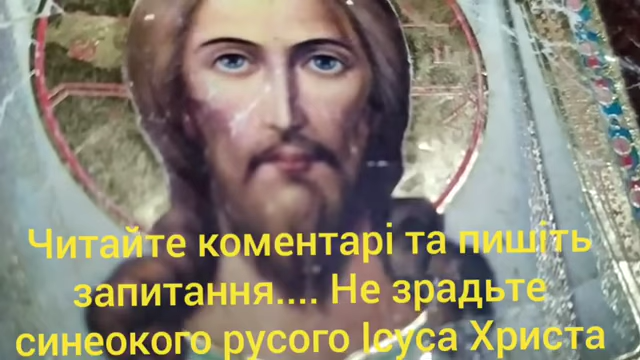 Читайте коментарі та пишіть
запитання.... Не зрадьте
синеокого русого Ісуса Христа